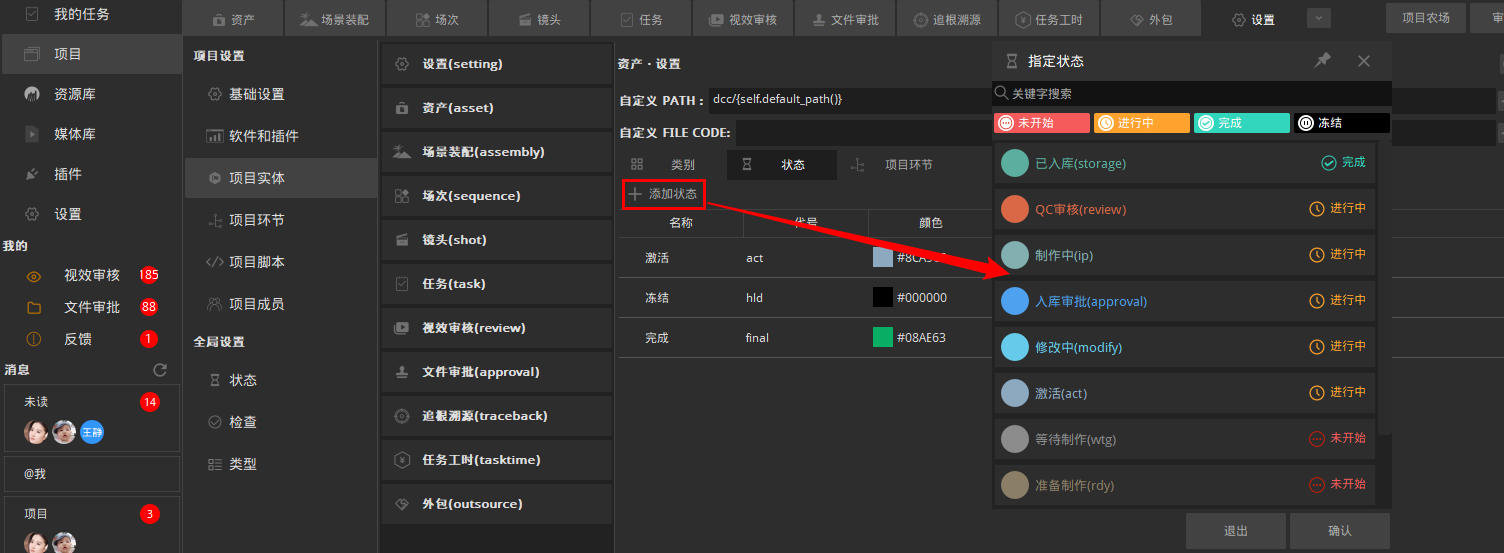 我的任务
项目
资源库
媒体库
插件
设置
我的
视效审核 185
文件审批 88
反馈 1
消息
未读 14
王静
@我
项目 3
资产
场景装配
场次
镜头
任务
视效审核
文件审批
追根溯源
任务工时
外包
设置
项目农场
审
项目设置
基础设置
软件和插件
项目实体
项目环节
项目脚本
项目成员
全局设置
状态
检查
类型
设置(setting)
资产(asset)
场景装配(assembly)
场次(sequence)
镜头(shot)
任务(task)
视效审核(review)
文件审批(approval)
追根溯源(traceback)
任务工时(tasktime)
外包(outsource)
资产・设置
自定义 PATH : dcc/{self.default_path()}
自定义 FILE CODE:
类别 状态 项目环节
添加状态
名称 代号 颜色
激活 act
冻结 hld #000000
完成 final #08AE63
指定状态
关键字搜索
未开始 进行中 完成 冻结
已入库(storage) 完成
QC审核(review) 进行中
制作中(ip) 进行中
入库审批(approval) 进行中
修改中(modify) 进行中
激活(act) 进行中
等待制作(wtg) 未开始
准备制作(rdy) 未开始
退出 确认